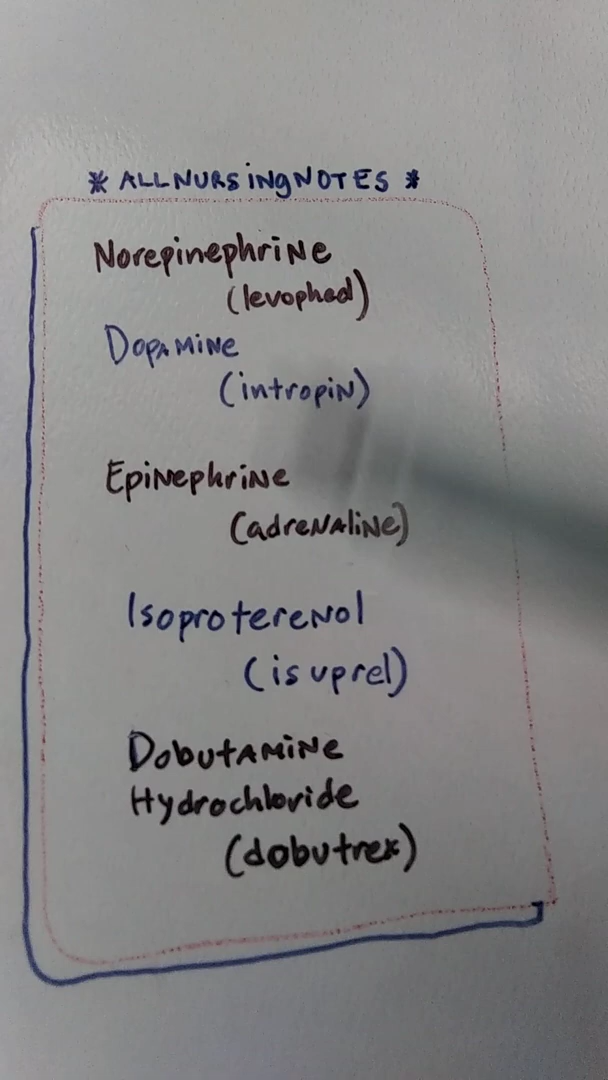 * ALLNURSINGNOTES *
Norepinephrine
(levophed)
Dopamine
(intropin)
Epinephrine
(adrenaline)
Isoproterenol
(isuprel)
Dobutamine
Hydrochloride
(dobutrex)